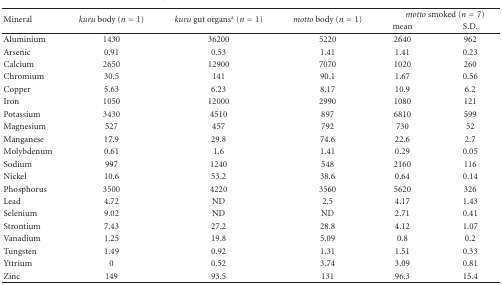 Mineral kuru body (n = 1) kuru gut organsᵃ (n = 1) motto body (n = 1) motto smoked (n = 7)
mean S.D.
Aluminium 1430 36200 5220 2640 962
Arsenic 0.91 0.53 1.41 1.41 0.23
Calcium 2650 12900 7070 1020 260
Chromium 30.5 141 90.1 1.67 0.56
Copper 5.63 6.23 8.17 10.9 6.2
Iron 1050 12000 2990 1080 121
Potassium 3430 4510 897 6810 599
Magnesium 527 457 792 730 52
Manganese 17.9 29.8 74.6 22.6 2.7
Molybdenum 0.61 1.6 1.41 0.29 0.05
Sodium 997 1240 548 2160 116
Nickel 10.6 53.2 38.6 0.64 0.14
Phosphorus 3500 4220 3560 5620 326
Lead 4.72 ND 2.5 4.17 1.43
Selenium 9.02 ND ND 2.71 0.41
Strontium 7.43 27.2 28.8 4.12 1.07
Vanadium 1.25 19.8 5.09 0.8 0.2
Tungsten 1.49 0.92 1.31 1.51 0.33
Yttrium 0 0.52 3.74 3.09 0.81
Zinc 149 93.5 131 96.3 15.4